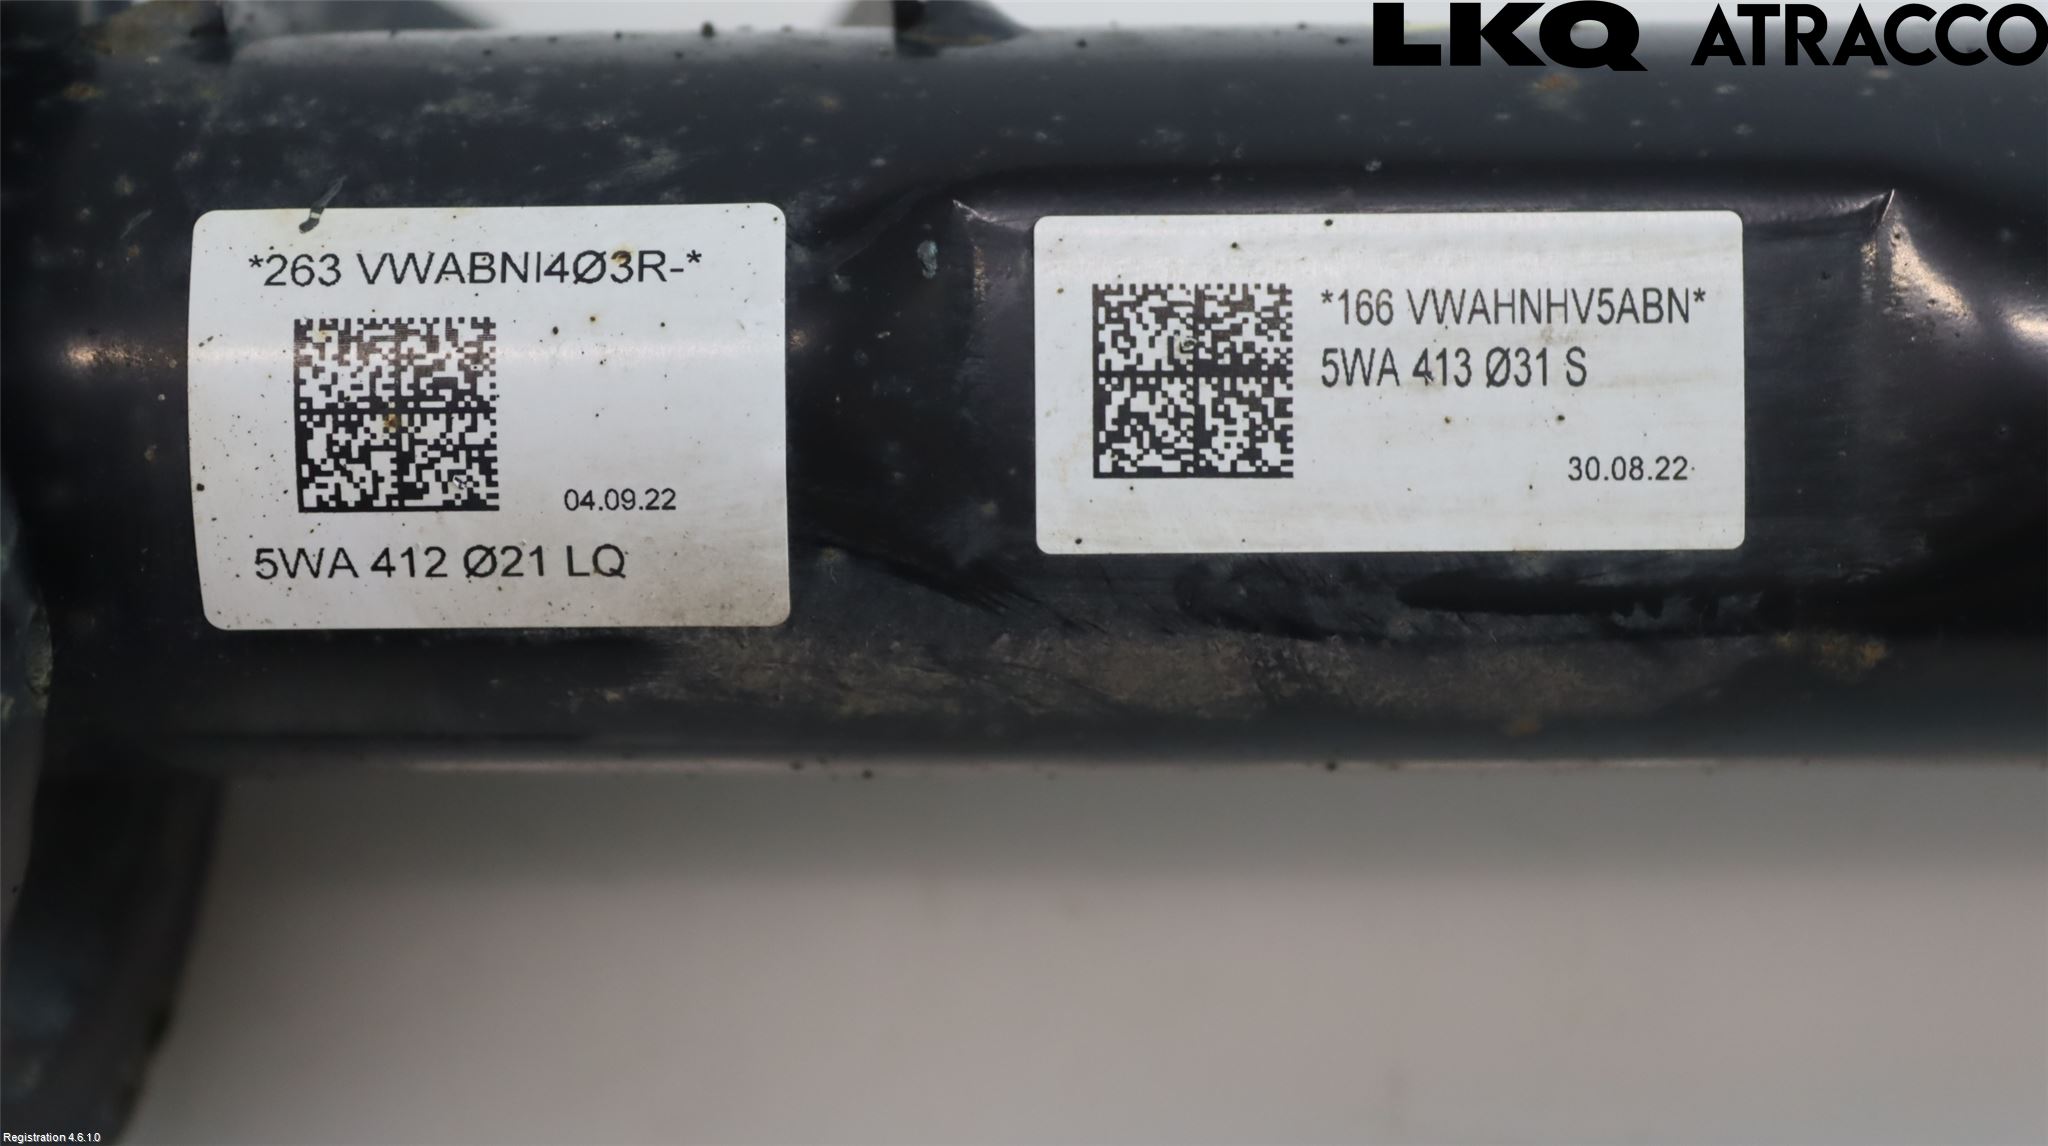 LKQ ATRACCO
*263 VWABNI4Ø3R-*
04.09.22
5WA 412 Ø21 LQ
*166 VWAHNHV5ABN*
5WA 413 Ø31 S
30.08.22
Registration 4.6.1.0